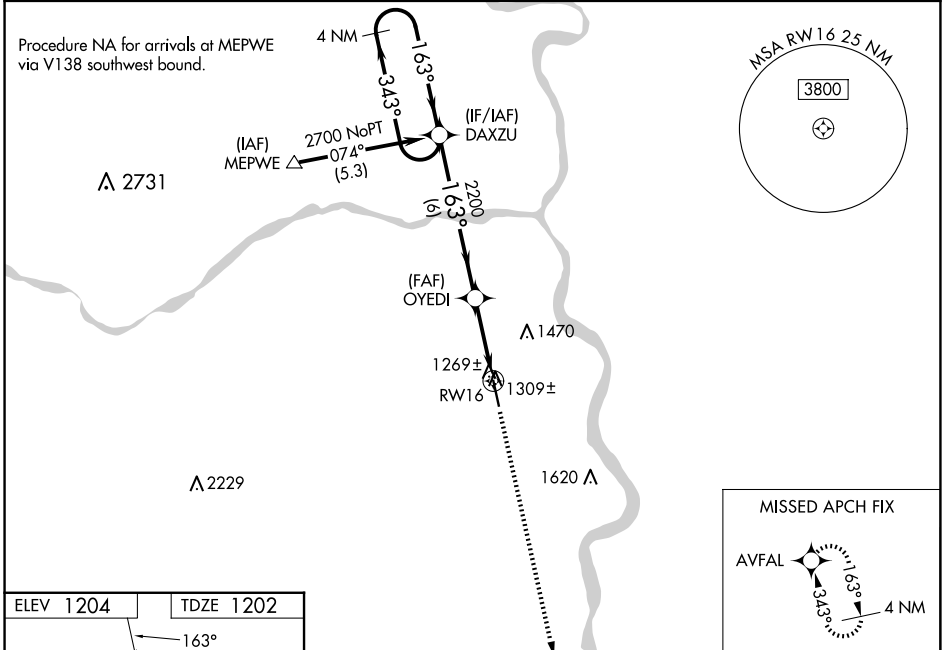 Procedure NA for arrivals at MEPWE
via V138 southwest bound.
4 NM
163°
343°
(IF/IAF)
DAXZU
2700 NoPT
074°
(5.3)
(IAF)
MEPWE
2731
2200
163°
(6)
(FAF)
OYEDI
1470
1269±
RW16
1309±
2229
1620
MSA RW16 25 NM
3800
MISSED APCH FIX
AVFAL
163°
343°
4 NM
ELEV 1204
TDZE 1202
163°